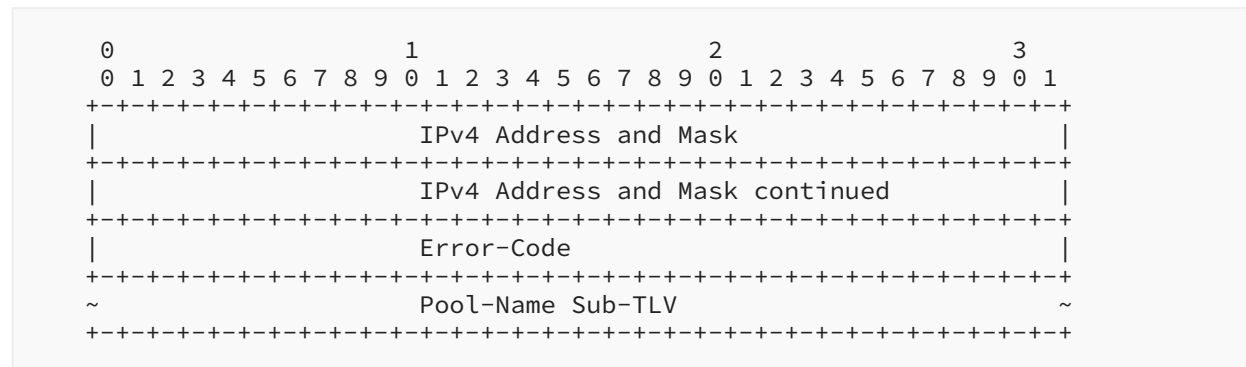 0                   1                   2                   3
 0 1 2 3 4 5 6 7 8 9 0 1 2 3 4 5 6 7 8 9 0 1 2 3 4 5 6 7 8 9 0 1
+-+-+-+-+-+-+-+-+-+-+-+-+-+-+-+-+-+-+-+-+-+-+-+-+-+-+-+-+-+-+-+-+
|                     IPv4 Address and Mask                     |
+-+-+-+-+-+-+-+-+-+-+-+-+-+-+-+-+-+-+-+-+-+-+-+-+-+-+-+-+-+-+-+-+
|                     IPv4 Address and Mask continued           |
+-+-+-+-+-+-+-+-+-+-+-+-+-+-+-+-+-+-+-+-+-+-+-+-+-+-+-+-+-+-+-+-+
|                     Error-Code                                |
+-+-+-+-+-+-+-+-+-+-+-+-+-+-+-+-+-+-+-+-+-+-+-+-+-+-+-+-+-+-+-+-+
~                     Pool-Name Sub-TLV                         ~
+-+-+-+-+-+-+-+-+-+-+-+-+-+-+-+-+-+-+-+-+-+-+-+-+-+-+-+-+-+-+-+-+